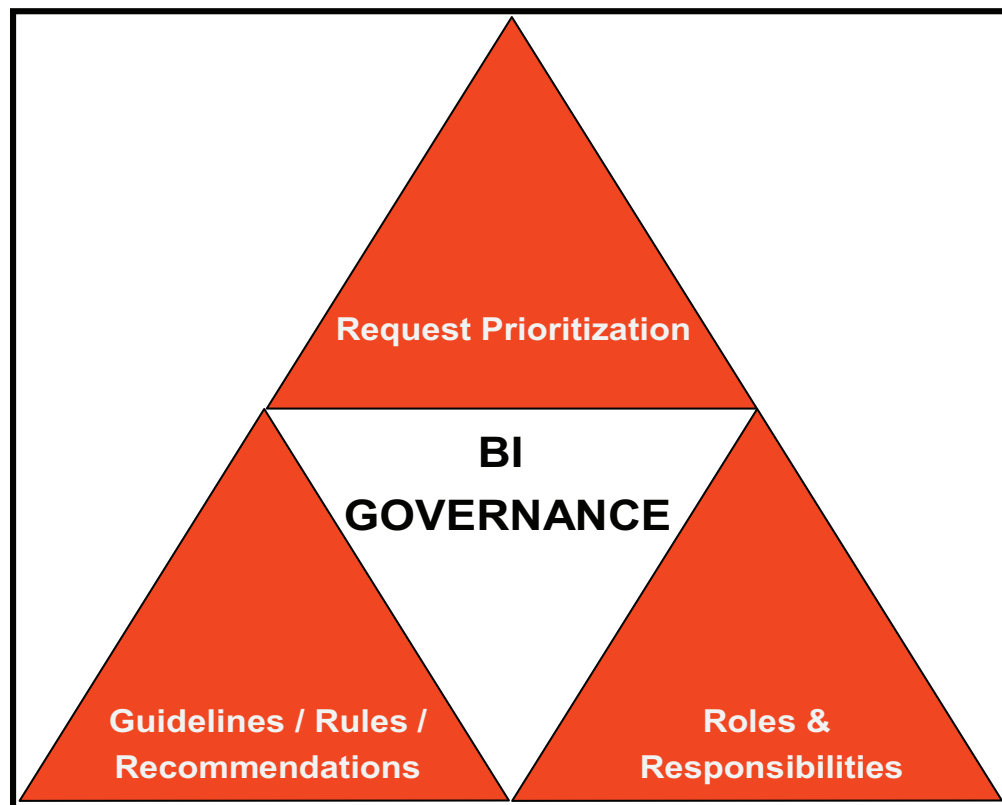 Request Prioritization
BI
GOVERNANCE
Guidelines / Rules /
Recommendations
Roles &
Responsibilities